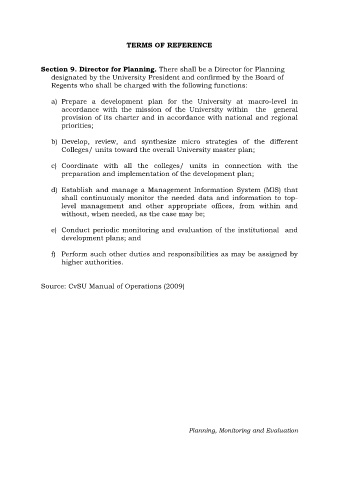 TERMS OF REFERENCE
Section 9. Director for Planning. There shall be a Director for Planning
designated by the University President and confirmed by the Board of
Regents who shall be charged with the following functions:
a) Prepare a development plan for the University at macro-level in
accordance with the mission of the University within the general
provision of its charter and in accordance with national and regional
priorities;
b) Develop, review, and synthesize micro strategies of the different
Colleges/ units toward the overall University master plan;
c) Coordinate with all the colleges/ units in connection with the
preparation and implementation of the development plan;
d) Establish and manage a Management Information System (MIS) that
shall continuously monitor the needed data and information to top-
level management and other appropriate offices, from within and
without, when needed, as the case may be;
e) Conduct periodic monitoring and evaluation of the institutional and
development plans; and
f) Perform such other duties and responsibilities as may be assigned by
higher authorities.
Source: CvSU Manual of Operations (2009)
Planning, Monitoring and Evaluation